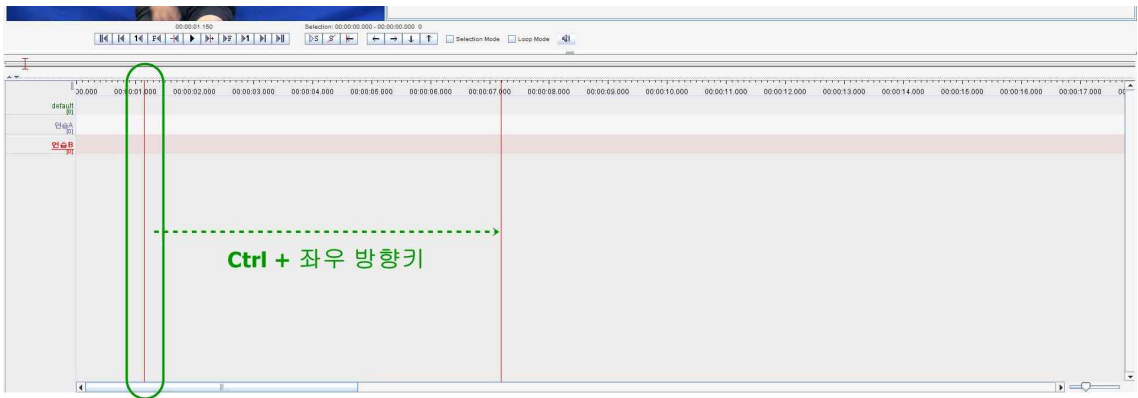 00:00:01.150
Selection: 00:00:00.000 - 00:00:00.000 0
Selection Mode Loop Mode
00.000 00:00:01.000 00:00:02.000 00:00:03.000 00:00:04.000 00:00:05.000 00:00:06.000 00:00:07.000 00:00:08.000 00:00:09.000 00:00:10.000 00:00:11.000 00:00:12.000 00:00:13.000 00:00:14.000 00:00:15.000 00:00:16.000 00:00:17.000
default
[0]
연습A
[0]
연습B
[0]
Ctrl + 좌우 방향키